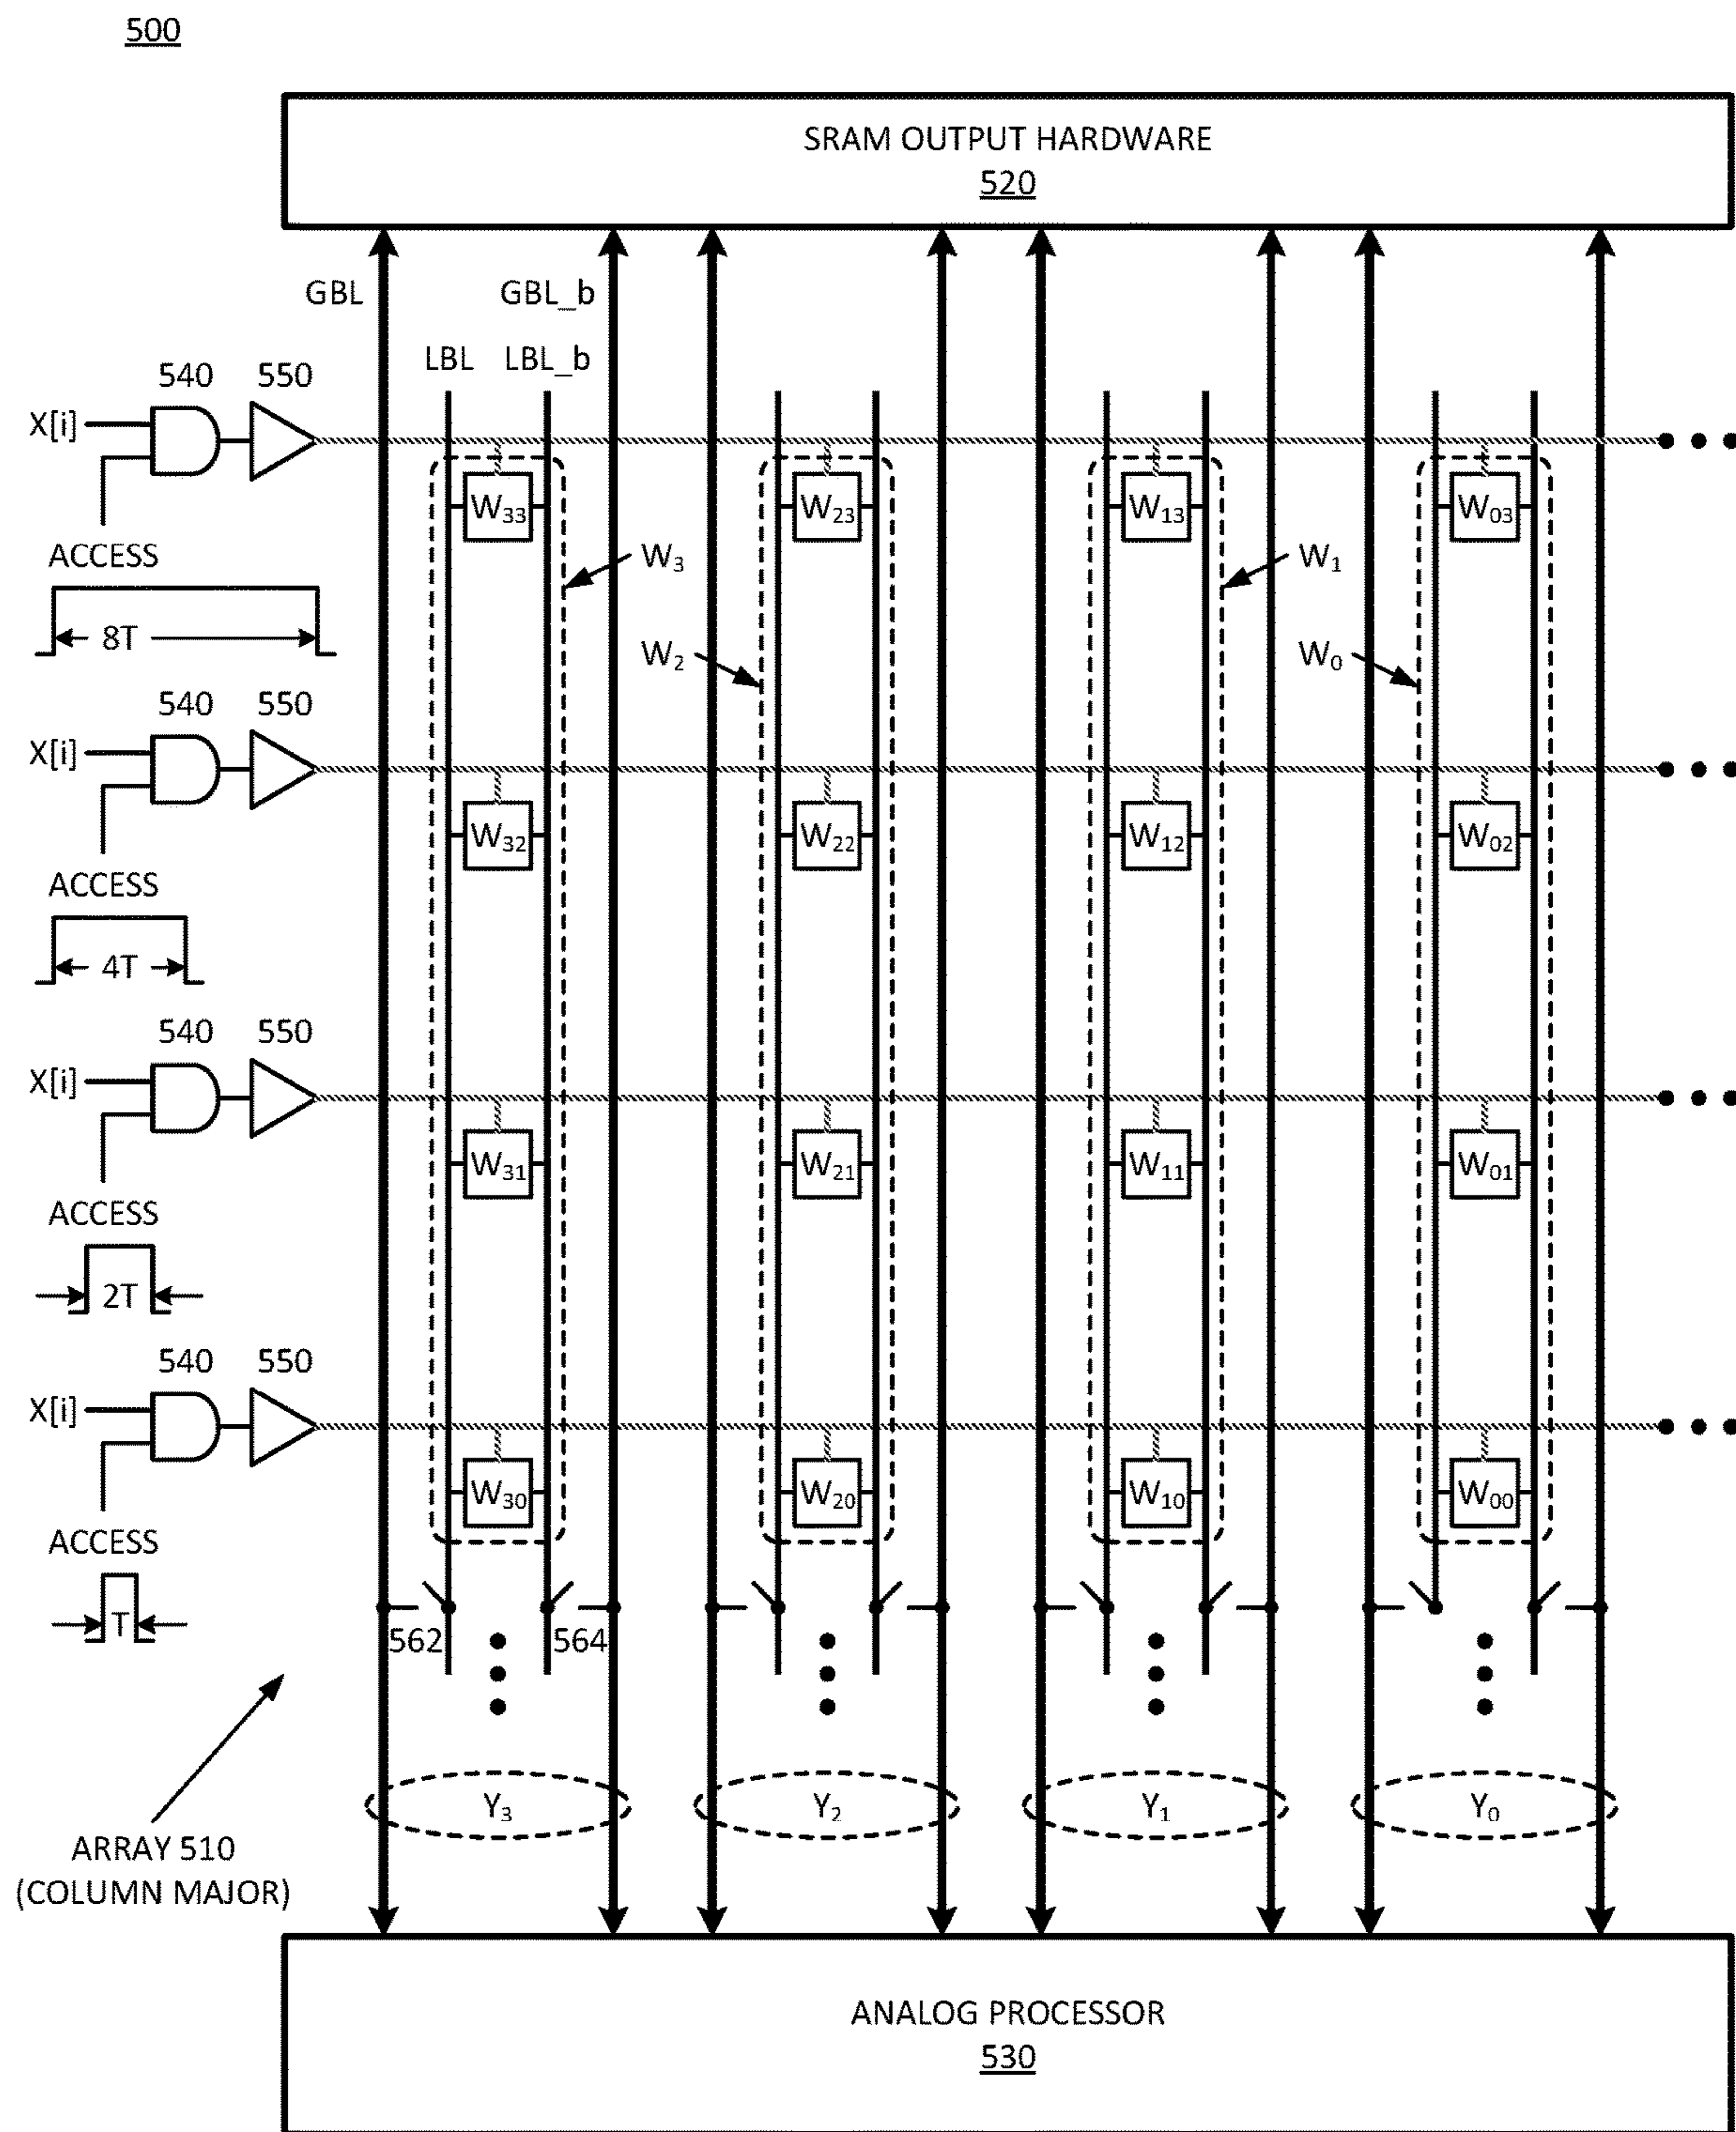 500
SRAM OUTPUT HARDWARE
520
GBL GBL_b
LBL LBL_b
540 550
X[i]
W₃₃ W₂₃ W₁₃ W₀₃
ACCESS
W₃ W₁
8T
W₂ W₀
540 550
X[i]
W₃₂ W₂₂ W₁₂ W₀₂
ACCESS
4T
540 550
X[i]
W₃₁ W₂₁ W₁₁ W₀₁
ACCESS
2T
540 550
X[i]
W₃₀ W₂₀ W₁₀ W₀₀
ACCESS
T
562 564
Y₃ Y₂ Y₁ Y₀
ARRAY 510
(COLUMN MAJOR)
ANALOG PROCESSOR
530